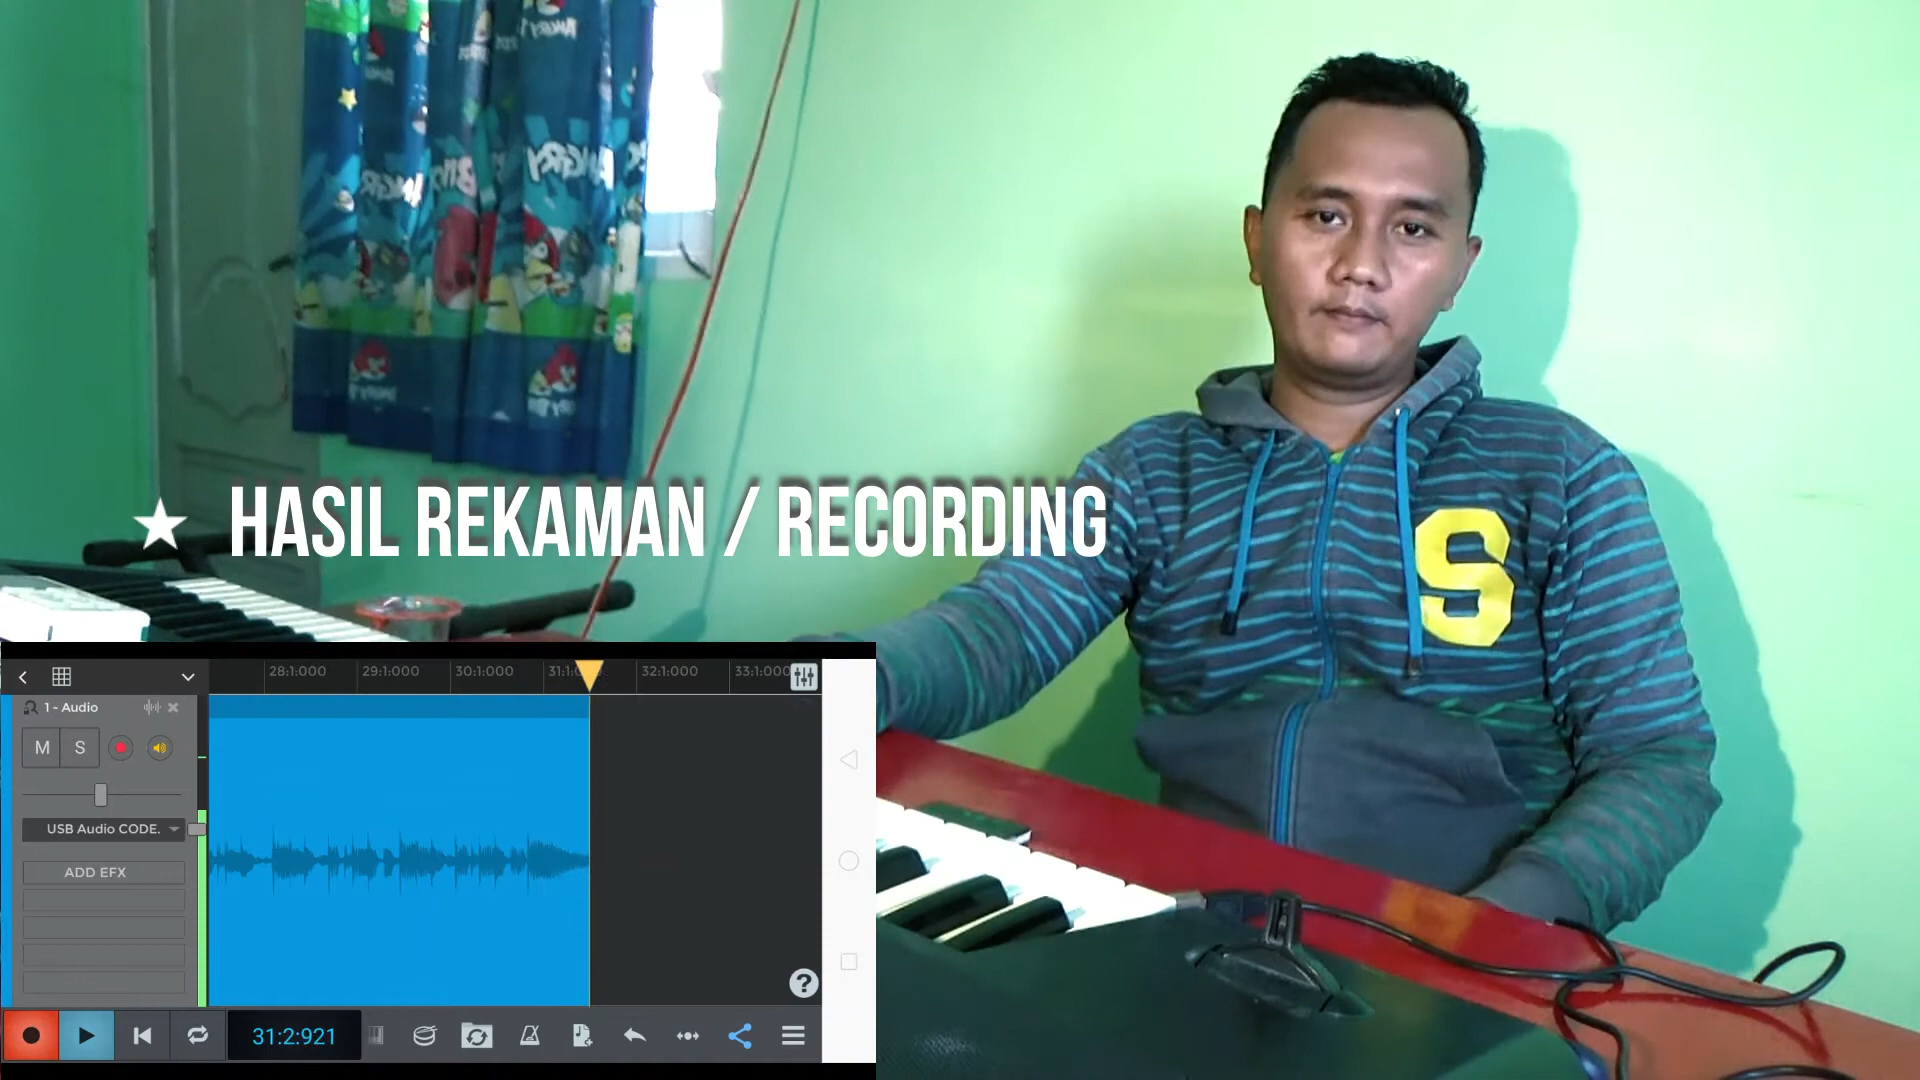 S
★ HASIL REKAMAN / RECORDING
28:1:000 29:1:000 30:1:000 32:1:000 33:1:000
1 - Audio
M S
USB Audio CODE.
ADD EFX
?
31:2:921